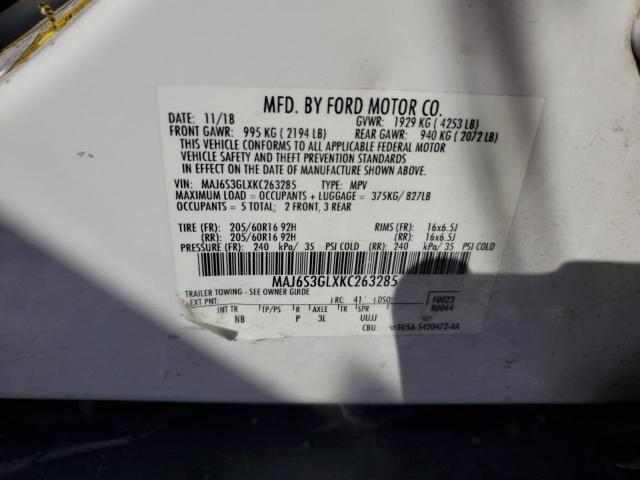 MFD. BY FORD MOTOR CO.
DATE: 11/18 GVWR: 1929 KG ( 4253 LB)
FRONT GAWR: 995 KG ( 2194 LB) REAR GAWR: 940 KG ( 2072 LB)
THIS VEHICLE CONFORMS TO ALL APPLICABLE FEDERAL MOTOR
VEHICLE SAFETY AND THEFT PREVENTION STANDARDS
IN EFFECT ON THE DATE OF MANUFACTURE SHOWN ABOVE.
VIN: MAJ6S3GLXKC263285 TYPE: MPV
MAXIMUM LOAD = OCCUPANTS + LUGGAGE = 375KG/ 827LB
OCCUPANTS = 5 TOTAL; 2 FRONT, 3 REAR
TIRE (FR): 205/60R16 92H RIMS (FR): 16x6.5J
(RR): 205/60R16 92H (RR): 16x6.5J
PRESSURE (FR): 240 kPa/ 35 PSI COLD (RR): 240 kPa/ 35 PSI COLD
MAJ6S3GLXKC263285
TRAILER TOWING - SEE OWNER GUIDE
EXT PNT: RC: 41 DSO: F0023
R0044
INT TR TP/PS R AXLE TR SPR
NB P 3L UUJJ
CBU 5USA-5420472-AA